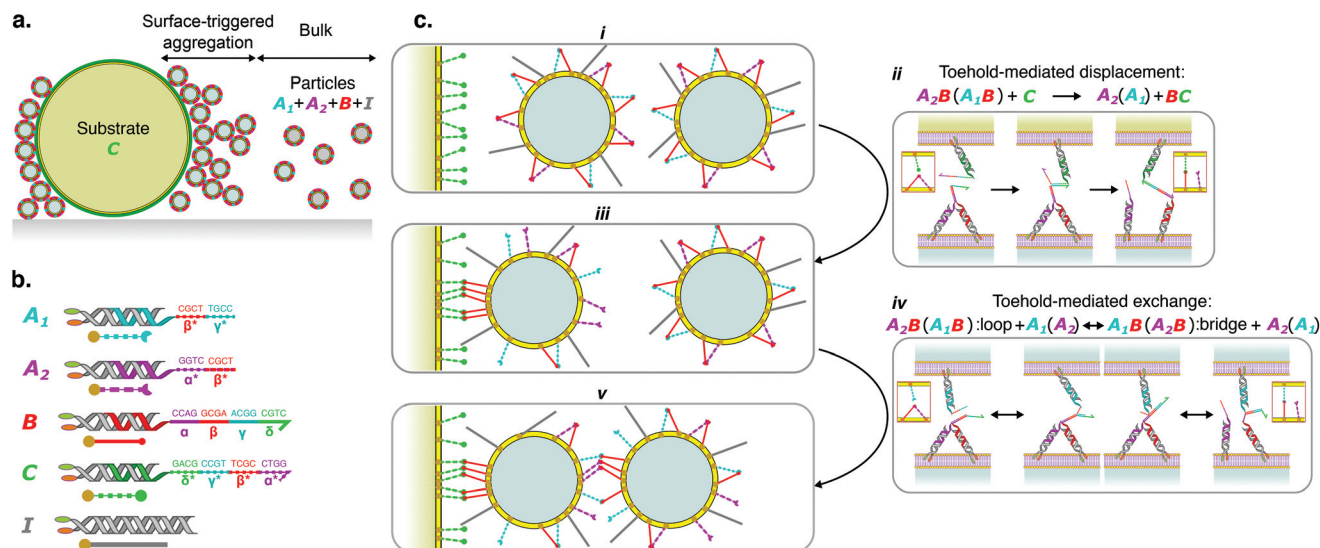 a.
Surface-triggered
aggregation
Bulk
Particles
A1+A2+B+I
Substrate
C
b.
A1
CGCT TGCC
β* γ*
A2
GGTC CGCT
α* β*
B
CCAG GCGA ACGG CGTC
α β γ δ
C
GACG CCGT TCGC CTGG
δ* γ* β* α*
I
c.
i
iii
v
ii
Toehold-mediated displacement:
A2B(A1B) + C → A2(A1) + BC
iv
Toehold-mediated exchange:
A2B(A1B):loop+A1(A2)↔A1B(A2B):bridge + A2(A1)